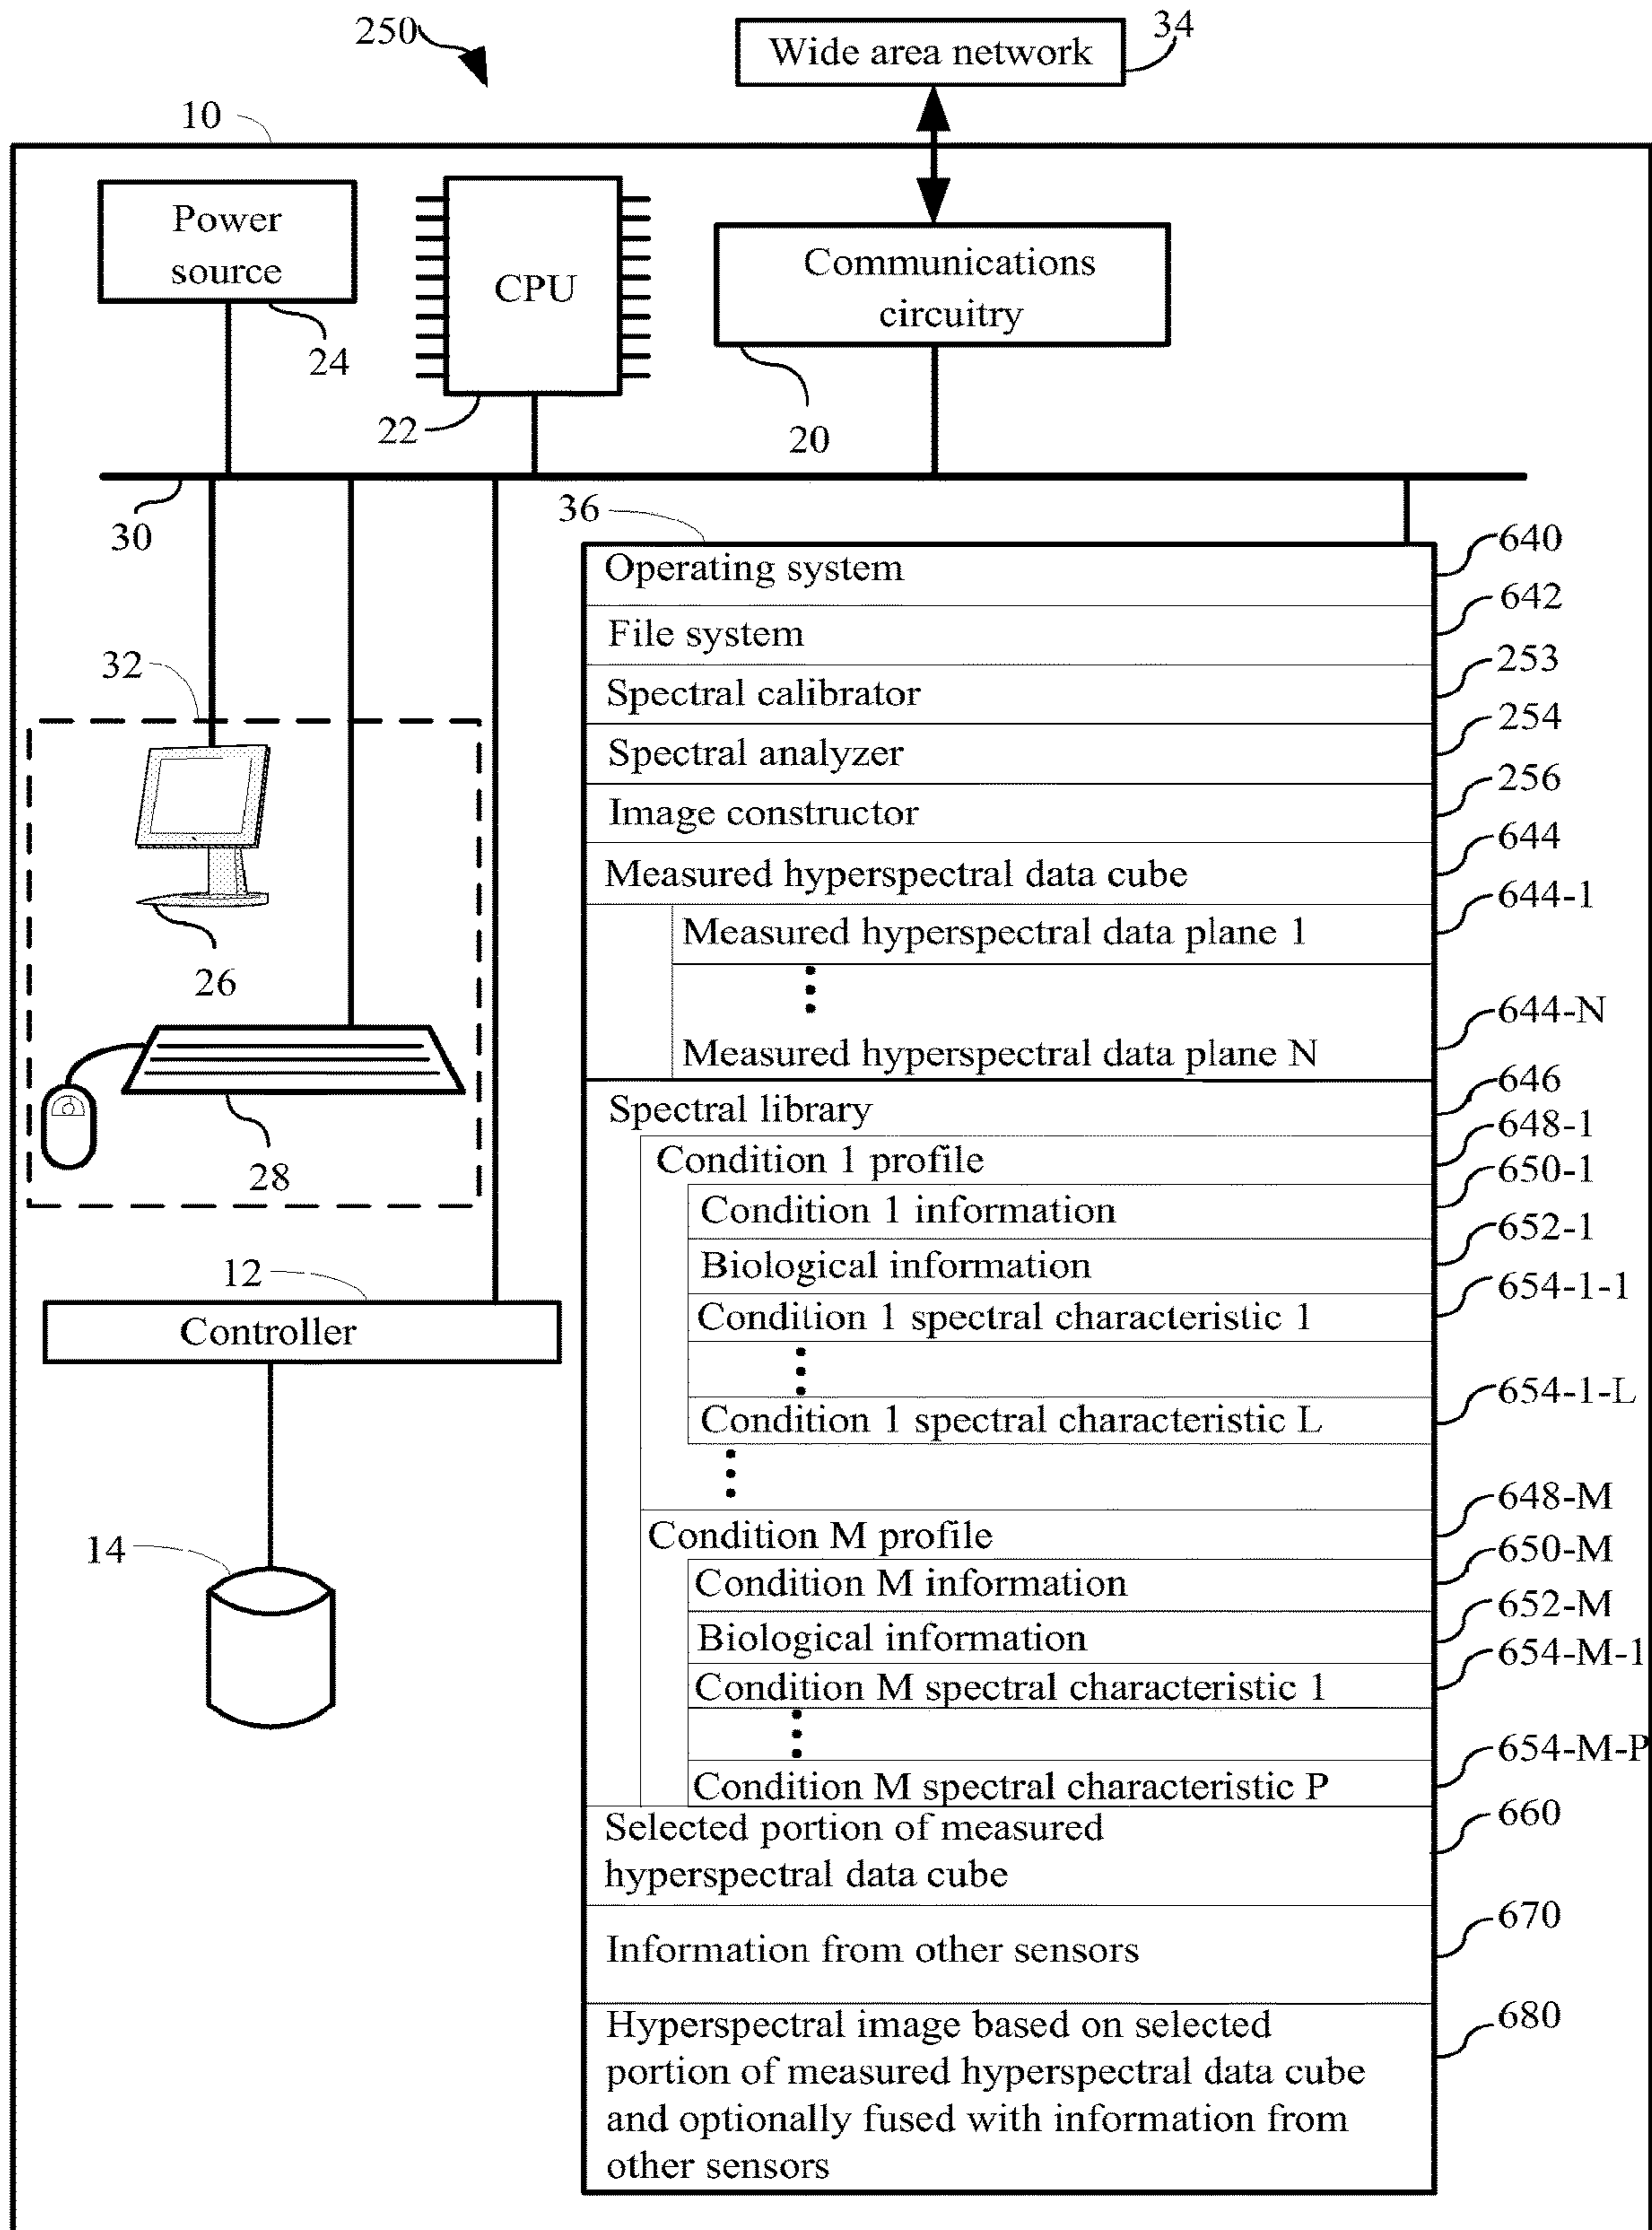 250
Wide area network
34
10
Power
source
24
CPU
22
Communications
circuitry
20
30
36
Operating system
640
File system
642
Spectral calibrator
253
Spectral analyzer
254
Image constructor
256
Measured hyperspectral data cube
644
Measured hyperspectral data plane 1
644-1
Measured hyperspectral data plane N
644-N
Spectral library
646
Condition 1 profile
648-1
Condition 1 information
650-1
Biological information
652-1
Condition 1 spectral characteristic 1
654-1-1
Condition 1 spectral characteristic L
654-1-L
Condition M profile
648-M
Condition M information
650-M
Biological information
652-M
Condition M spectral characteristic 1
654-M-1
Condition M spectral characteristic P
654-M-P
Selected portion of measured
hyperspectral data cube
660
Information from other sensors
670
Hyperspectral image based on selected
portion of measured hyperspectral data cube
and optionally fused with information from
other sensors
680
32
26
28
12
Controller
14